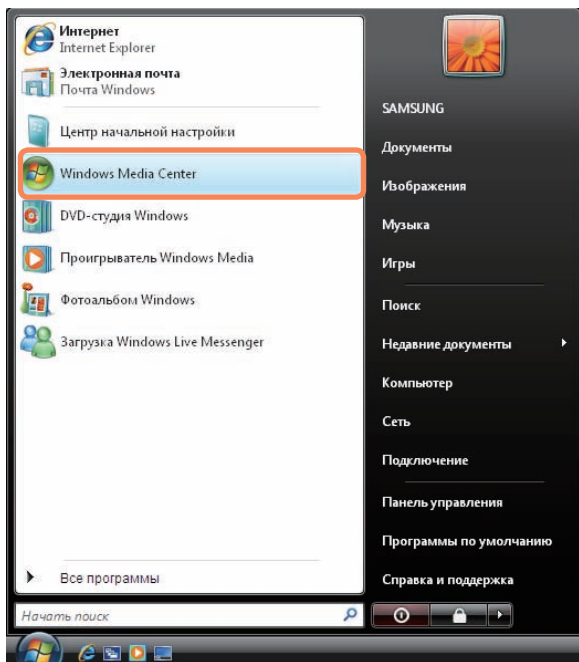 Интернет
Internet Explorer
Электронная почта
Почта Windows
Центр начальной настройки
Windows Media Center
DVD-студия Windows
Проигрыватель Windows Media
Фотоальбом Windows
Загрузка Windows Live Messenger
Все программы
Начать поиск
SAMSUNG
Документы
Изображения
Музыка
Игры
Поиск
Недавние документы
Компьютер
Сеть
Подключение
Панель управления
Программы по умолчанию
Справка и поддержка